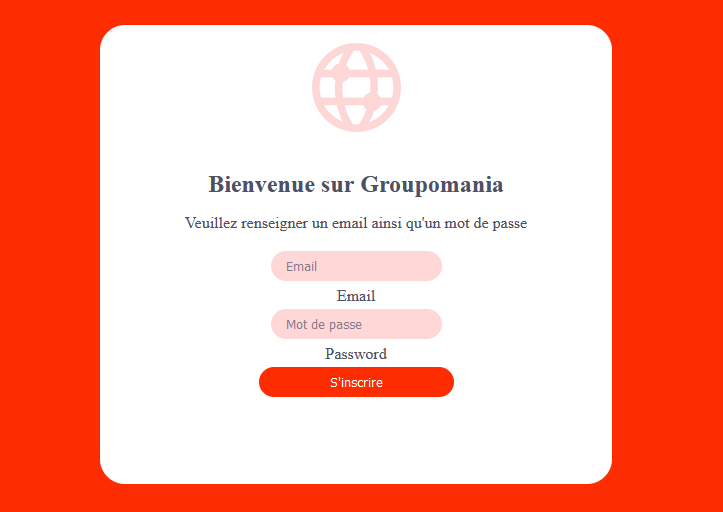 Bienvenue sur Groupomania
Veuillez renseigner un email ainsi qu'un mot de passe
Email
Email
Mot de passe
Password
S'inscrire